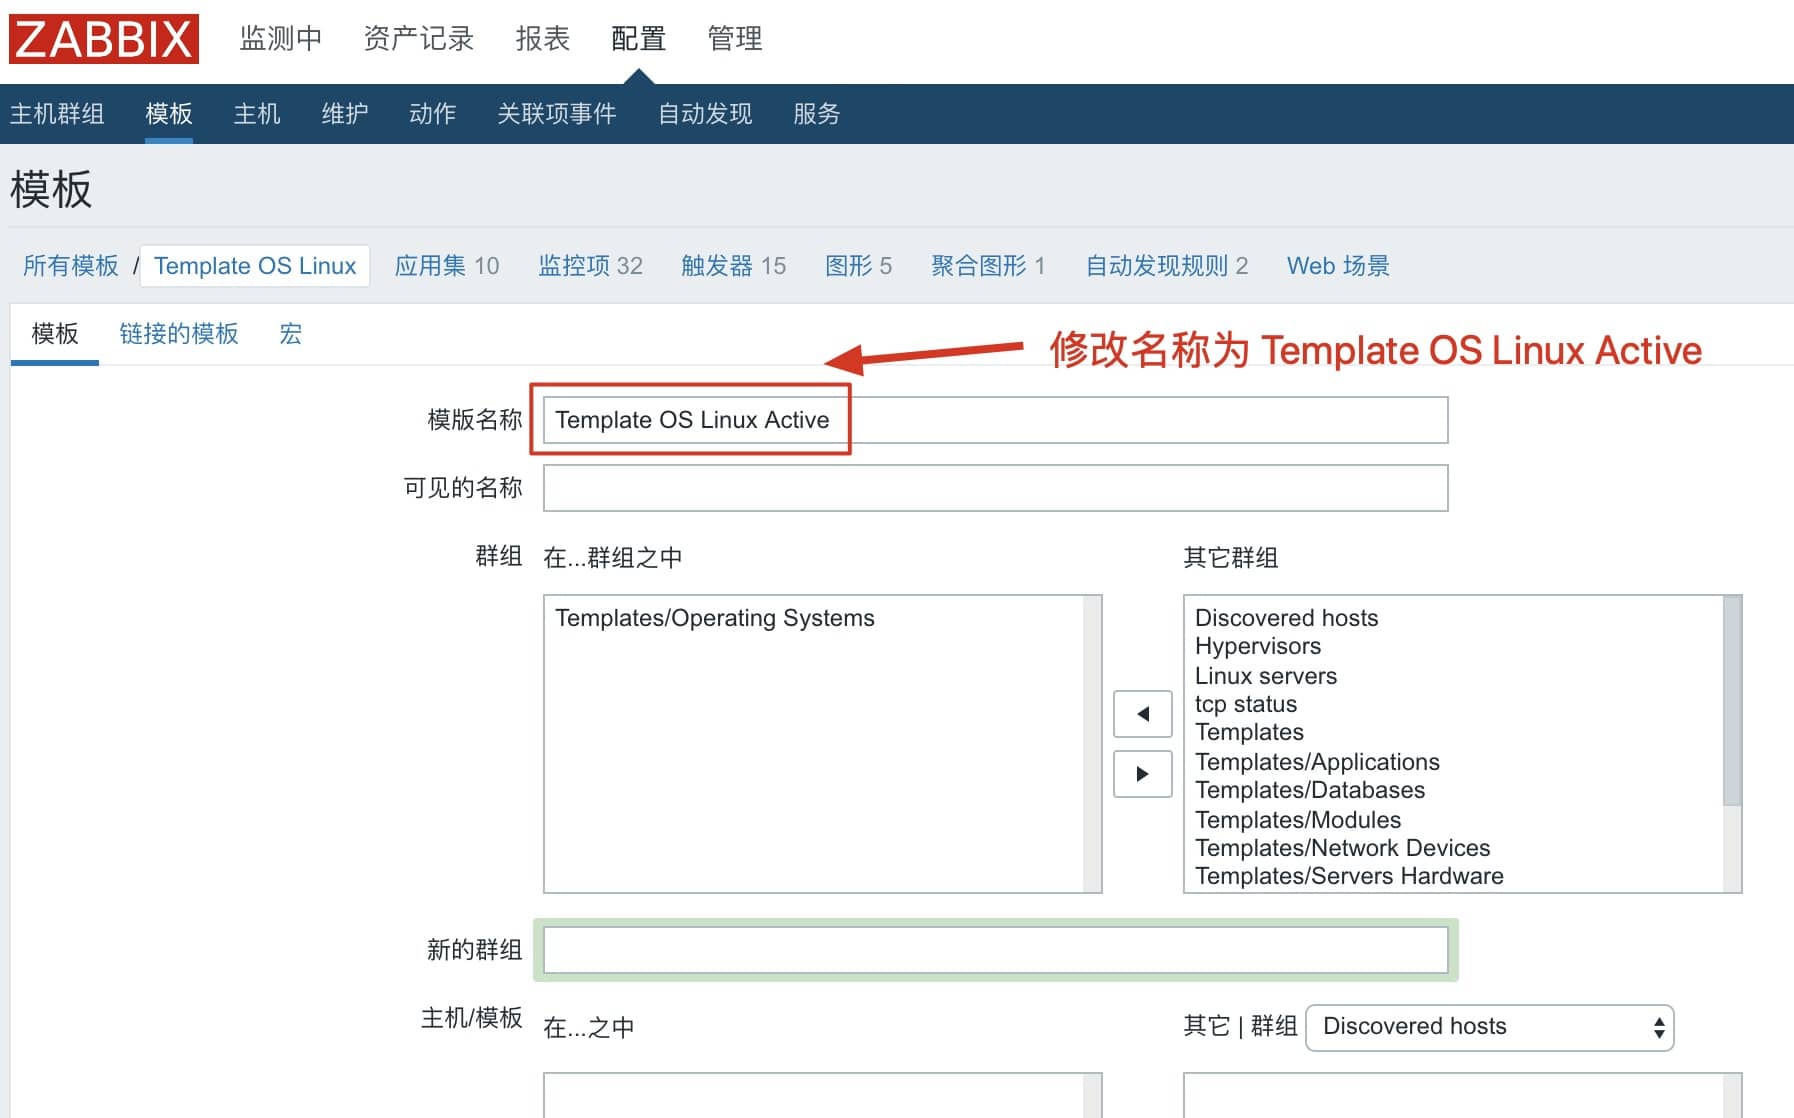 ZABBIX 监测中 资产记录 报表 配置 管理
主机群组 模板 主机 维护 动作 关联项事件 自动发现 服务
模板
所有模板 / Template OS Linux 应用集 10 监控项 32 触发器 15 图形 5 聚合图形 1 自动发现规则 2 Web 场景
模板 链接的模板 宏
修改名称为 Template OS Linux Active
模版名称 Template OS Linux Active
可见的名称
群组 在...群组之中 其它群组
Templates/Operating Systems
Discovered hosts
Hypervisors
Linux servers
tcp status
Templates
Templates/Applications
Templates/Databases
Templates/Modules
Templates/Network Devices
Templates/Servers Hardware
新的群组
主机/模板 在...之中 其它 | 群组 Discovered hosts